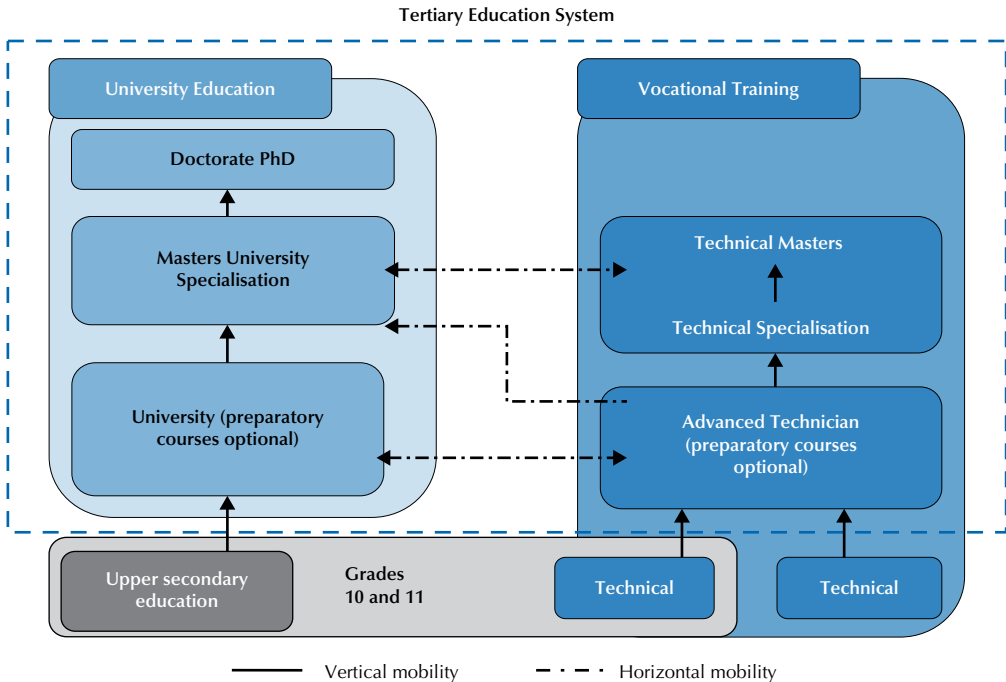 Tertiary Education System
University Education
Vocational Training
Doctorate PhD
Masters University
Specialisation
Technical Masters
Technical Specialisation
University (preparatory
courses optional)
Advanced Technician
(preparatory courses
optional)
Upper secondary
education
Grades
10 and 11
Technical
Technical
Vertical mobility
Horizontal mobility